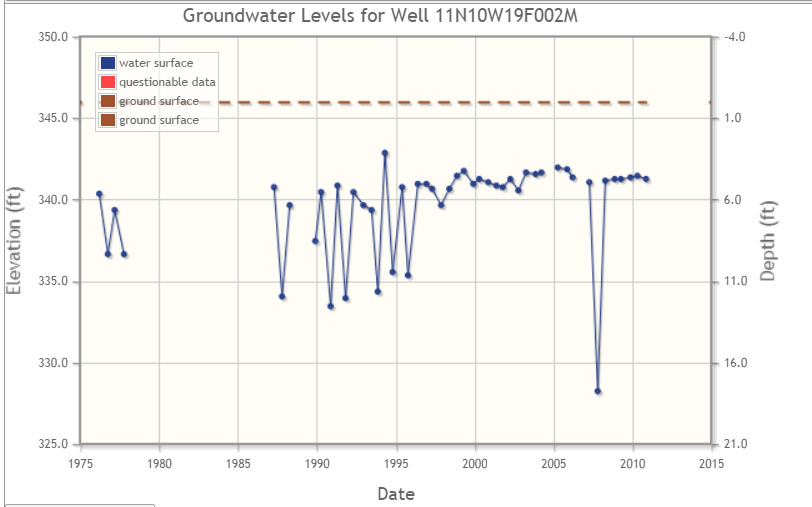 Groundwater Levels for Well 11N10W19F002M
350.0
345.0
340.0
335.0
330.0
325.0
Elevation (ft)
water surface
questionable data
ground surface
ground surface
-4.0
1.0
6.0
11.0
16.0
21.0
Depth (ft)
1975 1980 1985 1990 1995 2000 2005 2010 2015
Date